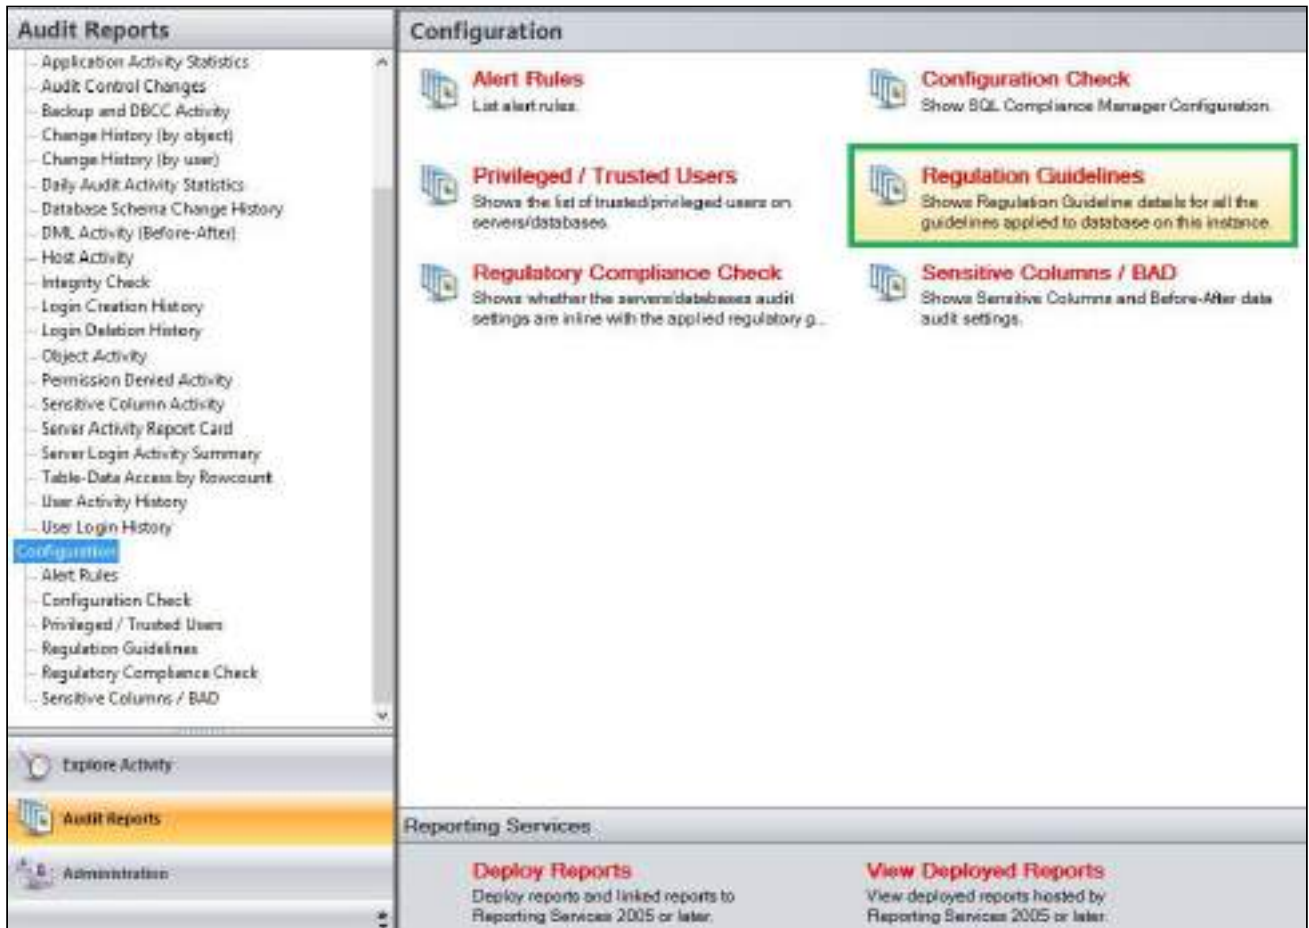 Audit Reports
Application Activity Statistics
Audit Control Changes
Backup and DBCC Activity
Change History (by object)
Change History (by user)
Daily Audit Activity Statistics
Database Schema Change History
DML Activity (Before-After)
Host Activity
Integrity Check
Login Creation History
Login Deletion History
Object Activity
Permission Denied Activity
Sensitive Column Activity
Server Activity Report Card
Server Login Activity Summary
Table-Data Access by Rowcount
User Activity History
User Login History
Configuration
Alert Rules
Configuration Check
Privileged / Trusted Users
Regulation Guidelines
Regulatory Compliance Check
Sensitive Columns / BAD
Explore Activity
Audit Reports
Administration
Configuration
Alert Rules
List alert rules.
Configuration Check
Show SQL Compliance Manager Configuration.
Privileged / Trusted Users
Shows the list of trusted/privileged users on
servers/databases.
Regulation Guidelines
Shows Regulation Guideline details for all the
guidelines applied to database on this instance.
Regulatory Compliance Check
Shows whether the servers/databases audit
settings are inline with the applied regulatory g...
Sensitive Columns / BAD
Shows Sensitive Columns and Before-After data
audit settings.
Reporting Services
Deploy Reports
Deploy reports and linked reports to
Reporting Services 2005 or later.
View Deployed Reports
View deployed reports hosted by
Reporting Services 2005 or later.